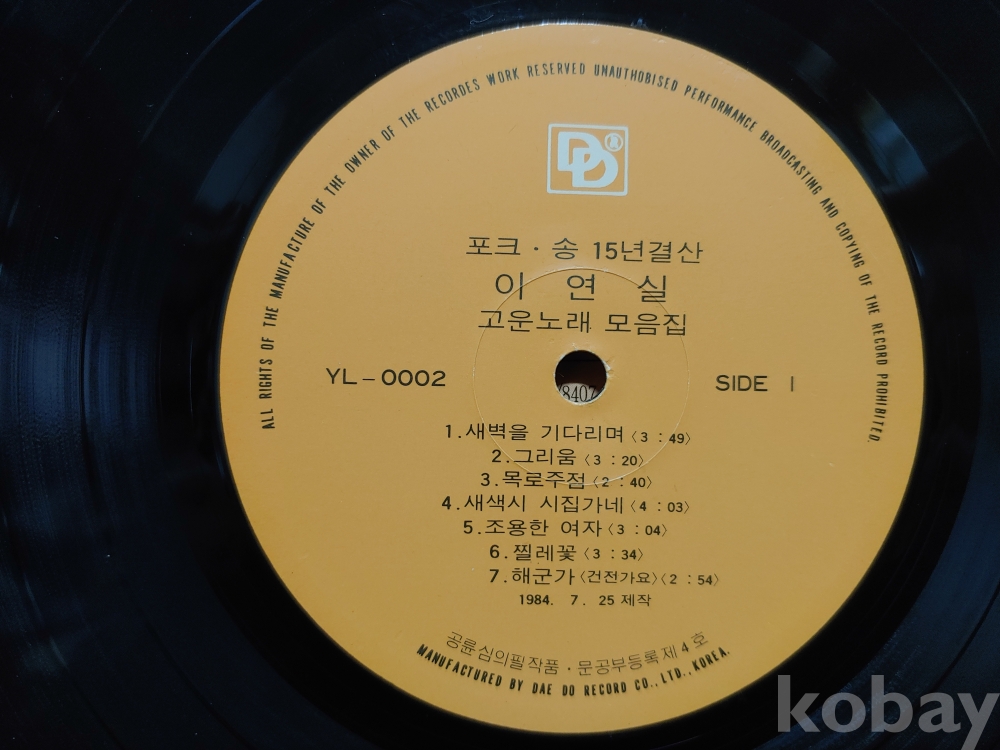 ALL RIGHTS OF THE MANUFACTURE OF THE OWNER OF THE RECORDES WORK RESERVED UNAUTHOBISED PERFORMANCE BROADCASTING AND COPYING OF THE RECORD PROHIBITED.
DD®
포크·송 15년결산
이 연 실
고운노래 모음집
YL-0002
SIDE I
8407
1.새벽을 기다리며〈3 : 49〉
2.그리움〈3 : 20〉
3.목로주점〈2 : 40〉
4.새색시 시집가네〈4 : 03〉
5.조용한 여자〈3 : 04〉
6.찔레꽃〈3 : 34〉
7.해군가〈건전가요〉〈2 : 54〉
1984. 7. 25 제작
공륜심의필작품·문공부등록제4호
MANUFACTURED BY DAE DO RECORD CO., LTD., KOREA.
kobay